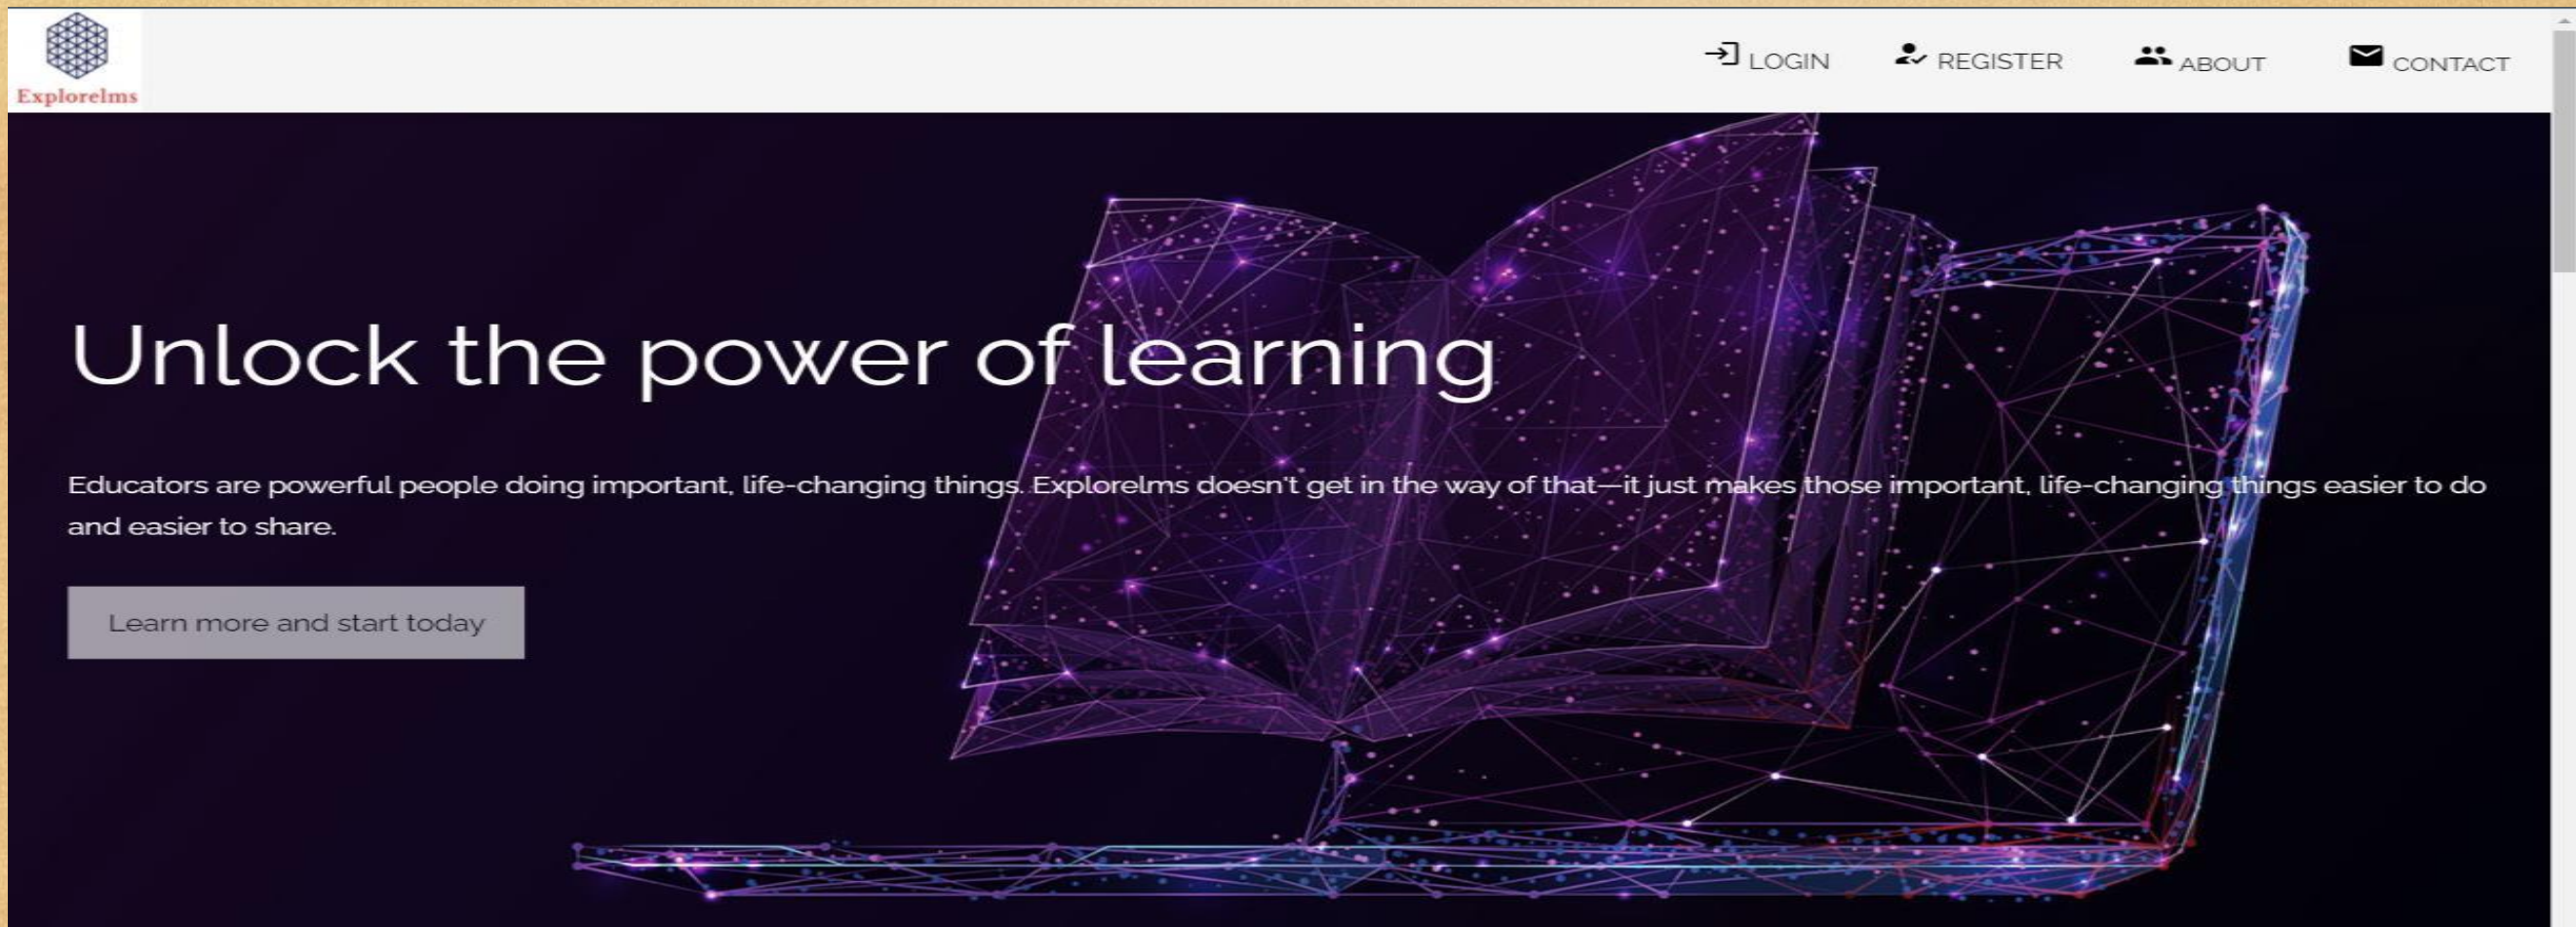 Explorelms
LOGIN
REGISTER
ABOUT
CONTACT
Unlock the power of learning
Educators are powerful people doing important, life-changing things. Explorelms doesn't get in the way of that—it just makes those important, life-changing things easier to do
and easier to share.
Learn more and start today